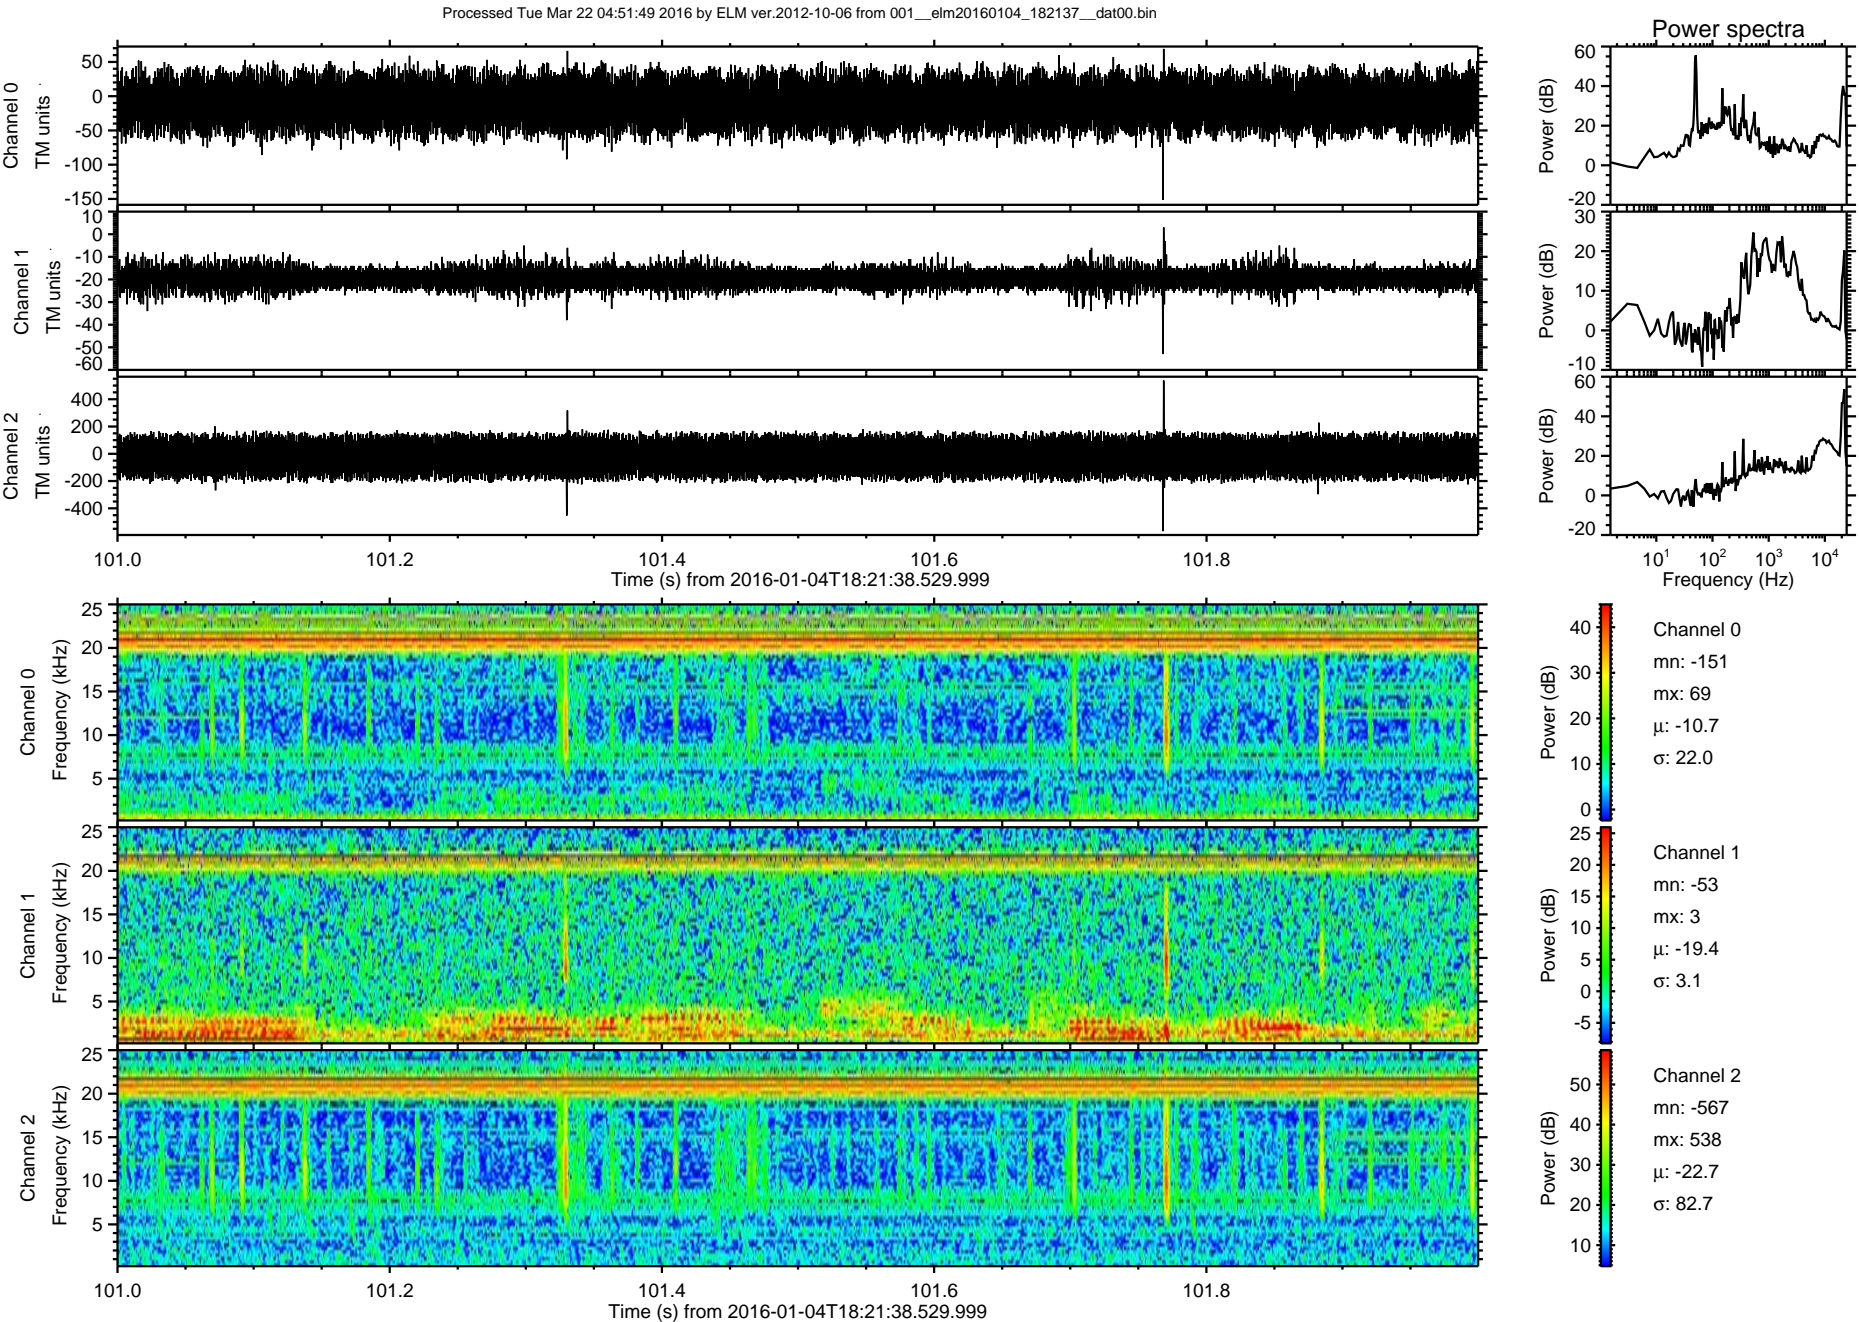 Processed Tue Mar 22 04:51:49 2016 by ELM ver.2012-10-06 from 001__elm20160104_182137__dat00.bin
Power spectra
Channel 0
TM units
50
0
-50
-100
-150
Power (dB)
60
40
20
0
-20
Channel 1
TM units
10
0
-10
-20
-30
-40
-50
-60
Power (dB)
30
20
10
0
-10
Channel 2
TM units
400
200
0
-200
-400
Power (dB)
60
40
20
0
-20
101.0 101.2 101.4 101.6 101.8
Time (s) from 2016-01-04T18:21:38.529.999
10¹ 10² 10³ 10⁴
Frequency (Hz)
Channel 0
Frequency (kHz)
25
20
15
10
5
Power (dB)
40
30
20
10
0
Channel 0
mn: -151
mx: 69
μ: -10.7
σ: 22.0
Channel 1
Frequency (kHz)
25
20
15
10
5
Power (dB)
25
20
15
10
5
0
-5
Channel 1
mn: -53
mx: 3
μ: -19.4
σ: 3.1
Channel 2
Frequency (kHz)
25
20
15
10
5
Power (dB)
50
40
30
20
10
Channel 2
mn: -567
mx: 538
μ: -22.7
σ: 82.7
101.0 101.2 101.4 101.6 101.8
Time (s) from 2016-01-04T18:21:38.529.999